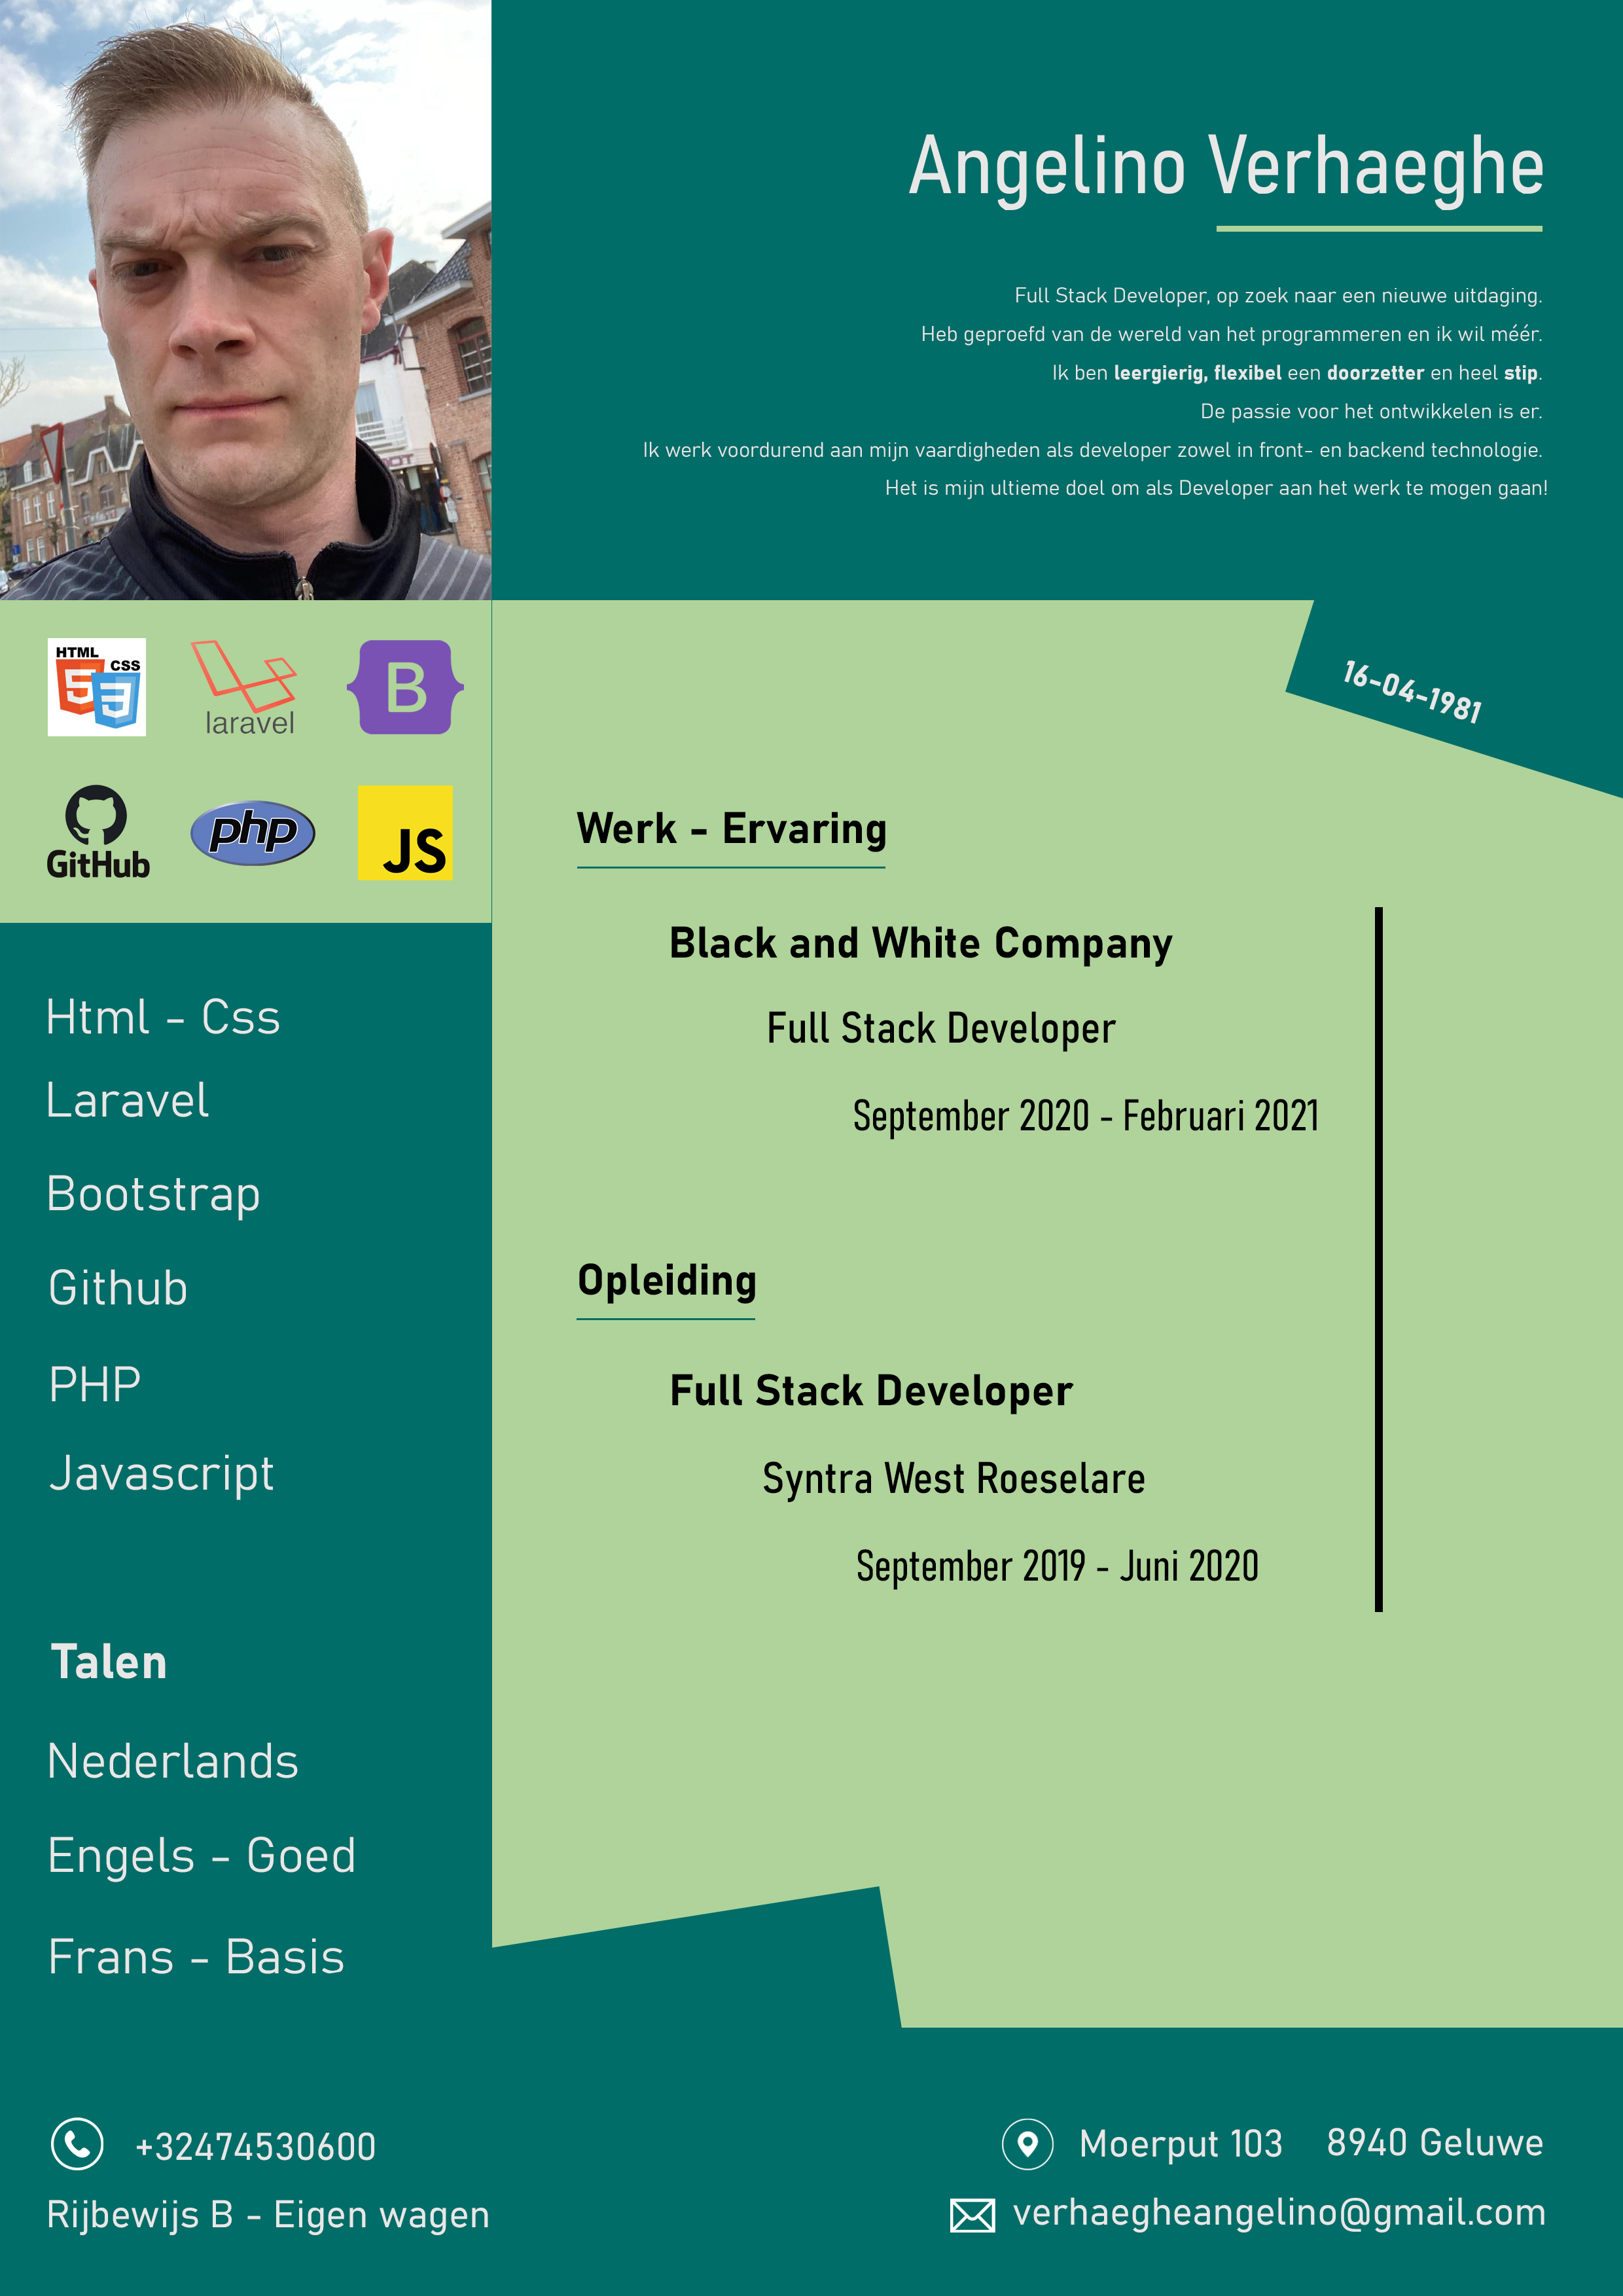 Angelino Verhaeghe
Full Stack Developer, op zoek naar een nieuwe uitdaging.
Heb geproefd van de wereld van het programmeren en ik wil méér.
Ik ben leergierig, flexibel een doorzetter en heel stip.
De passie voor het ontwikkelen is er.
Ik werk voordurend aan mijn vaardigheden als developer zowel in front- en backend technologie.
Het is mijn ultieme doel om als Developer aan het werk te mogen gaan!
16-04-1981
HTML
CSS
5
3
laravel
B
GitHub
php
JS
Html - Css
Laravel
Bootstrap
Github
PHP
Javascript
Talen
Nederlands
Engels - Goed
Frans - Basis
Werk - Ervaring
Black and White Company
Full Stack Developer
September 2020 - Februari 2021
Opleiding
Full Stack Developer
Syntra West Roeselare
September 2019 - Juni 2020
+32474530600
Rijbewijs B - Eigen wagen
Moerput 103 8940 Geluwe
verhaegheangelino@gmail.com